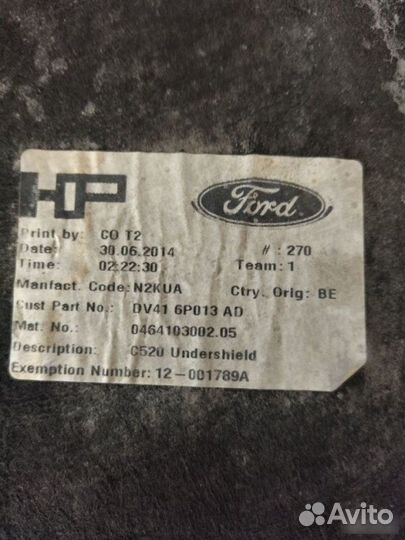 HP
Ford
Print by: CO T2
Date: 30.06.2014 #: 270
Time: 02:22:30 Team: 1
Manfact. Code: N2KUA Ctry. Orig: BE
Cust Part No.: DV41 6P013 AD
Mat. No.: 0464103002.05
Description: C520 Undershield
Exemption Number: 12-001789A
Avito